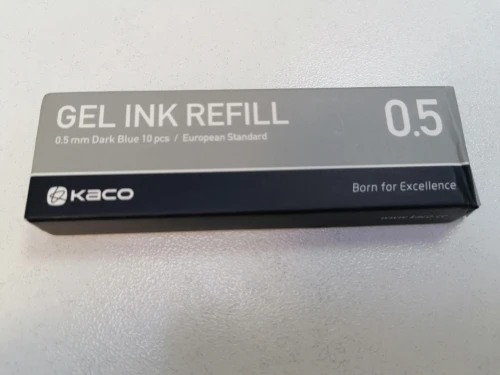 GEL INK REFILL 0.5
0.5 mm Dark Blue 10 pcs / European Standard
KACO Born for Excellence